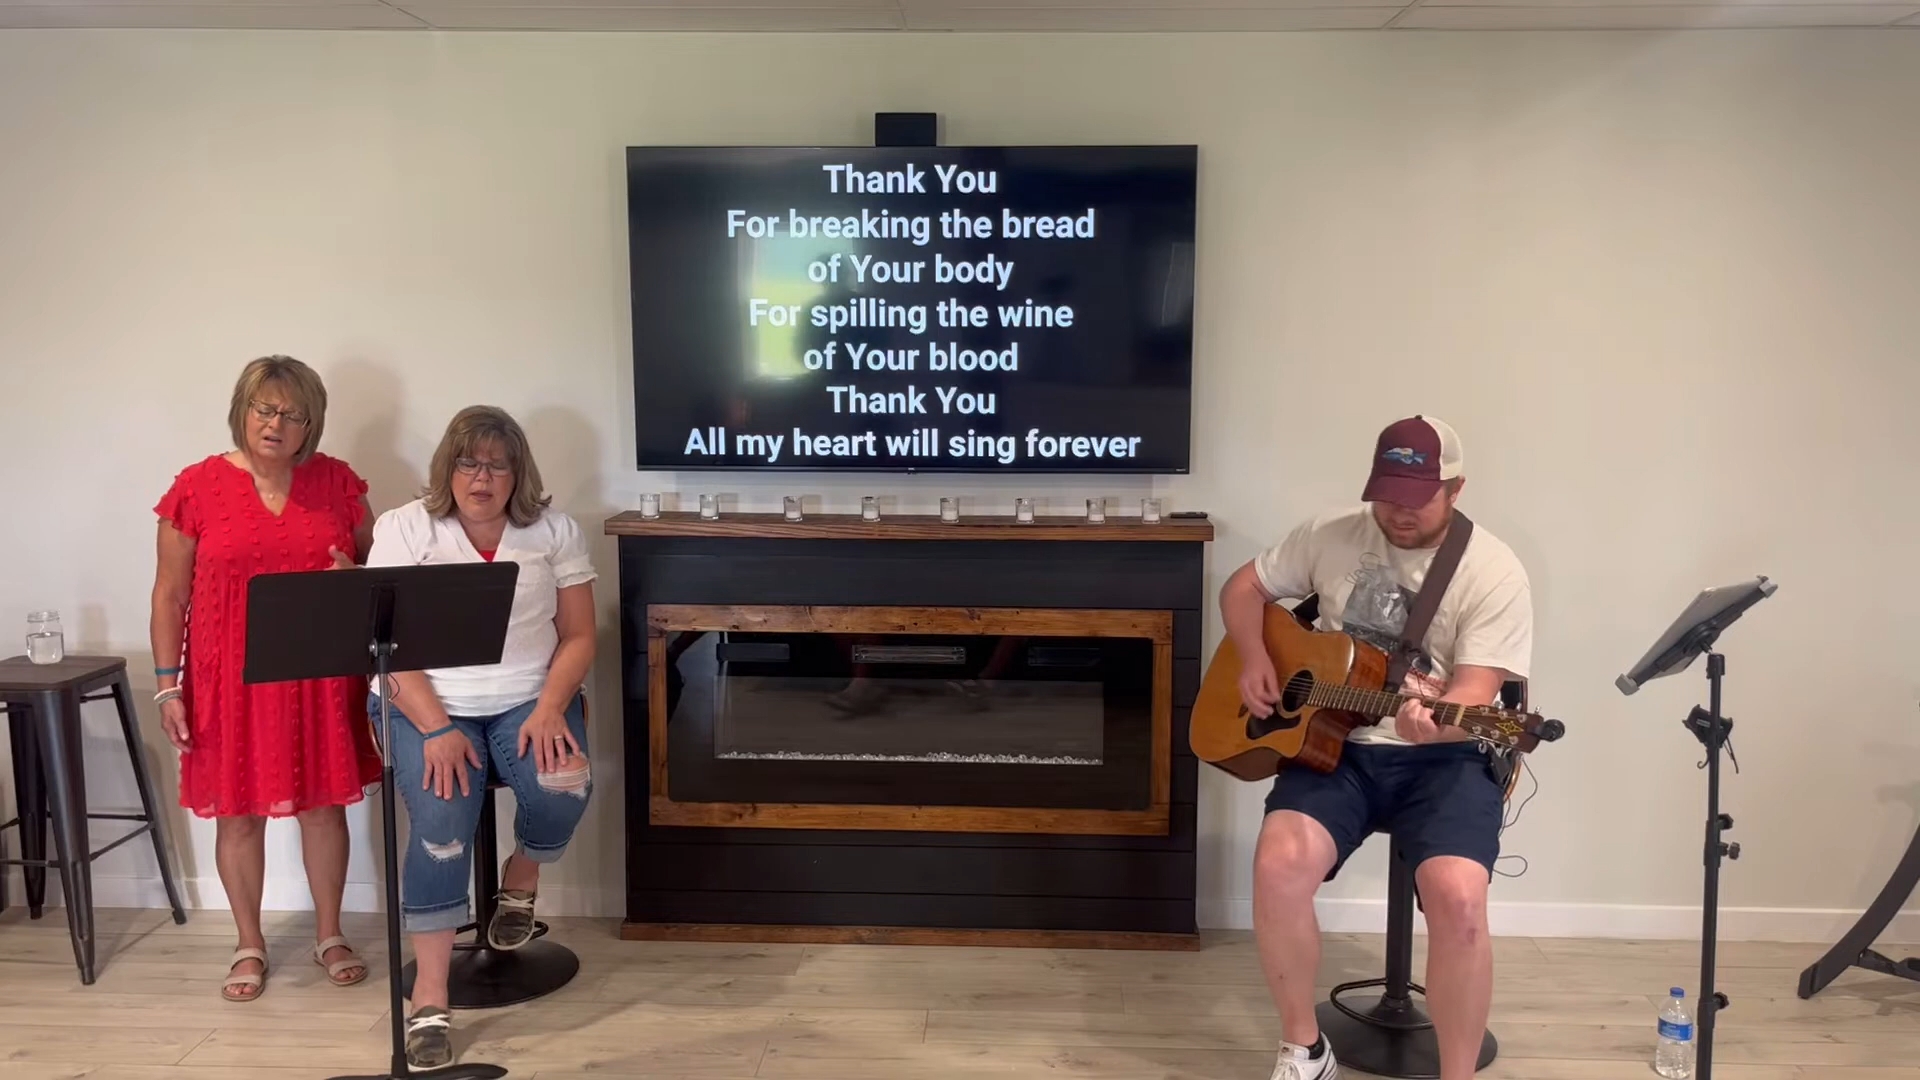 Thank You
For breaking the bread
of Your body
For spilling the wine
of Your blood
Thank You
All my heart will sing forever